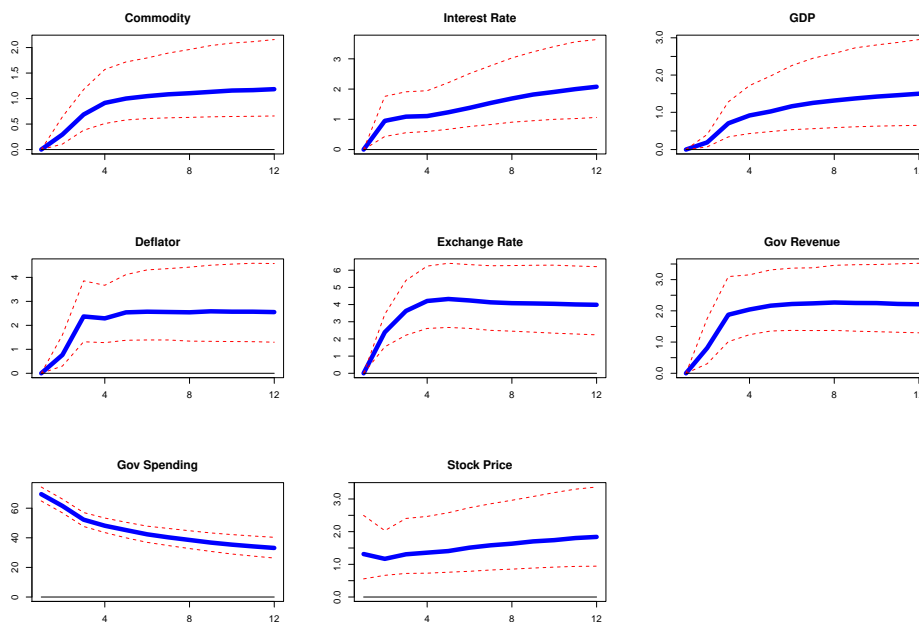 Commodity
0.0 0.5 1.0 1.5 2.0
4 8 12
Interest Rate
0 1 2 3
4 8 12
GDP
0.0 1.0 2.0 3.0
4 8 12
Deflator
0 1 2 3 4
4 8 12
Exchange Rate
0 1 2 3 4 5 6
4 8 12
Gov Revenue
0.0 1.0 2.0 3.0
4 8 12
Gov Spending
0 20 40 60
4 8 12
Stock Price
0.0 1.0 2.0 3.0
4 8 12